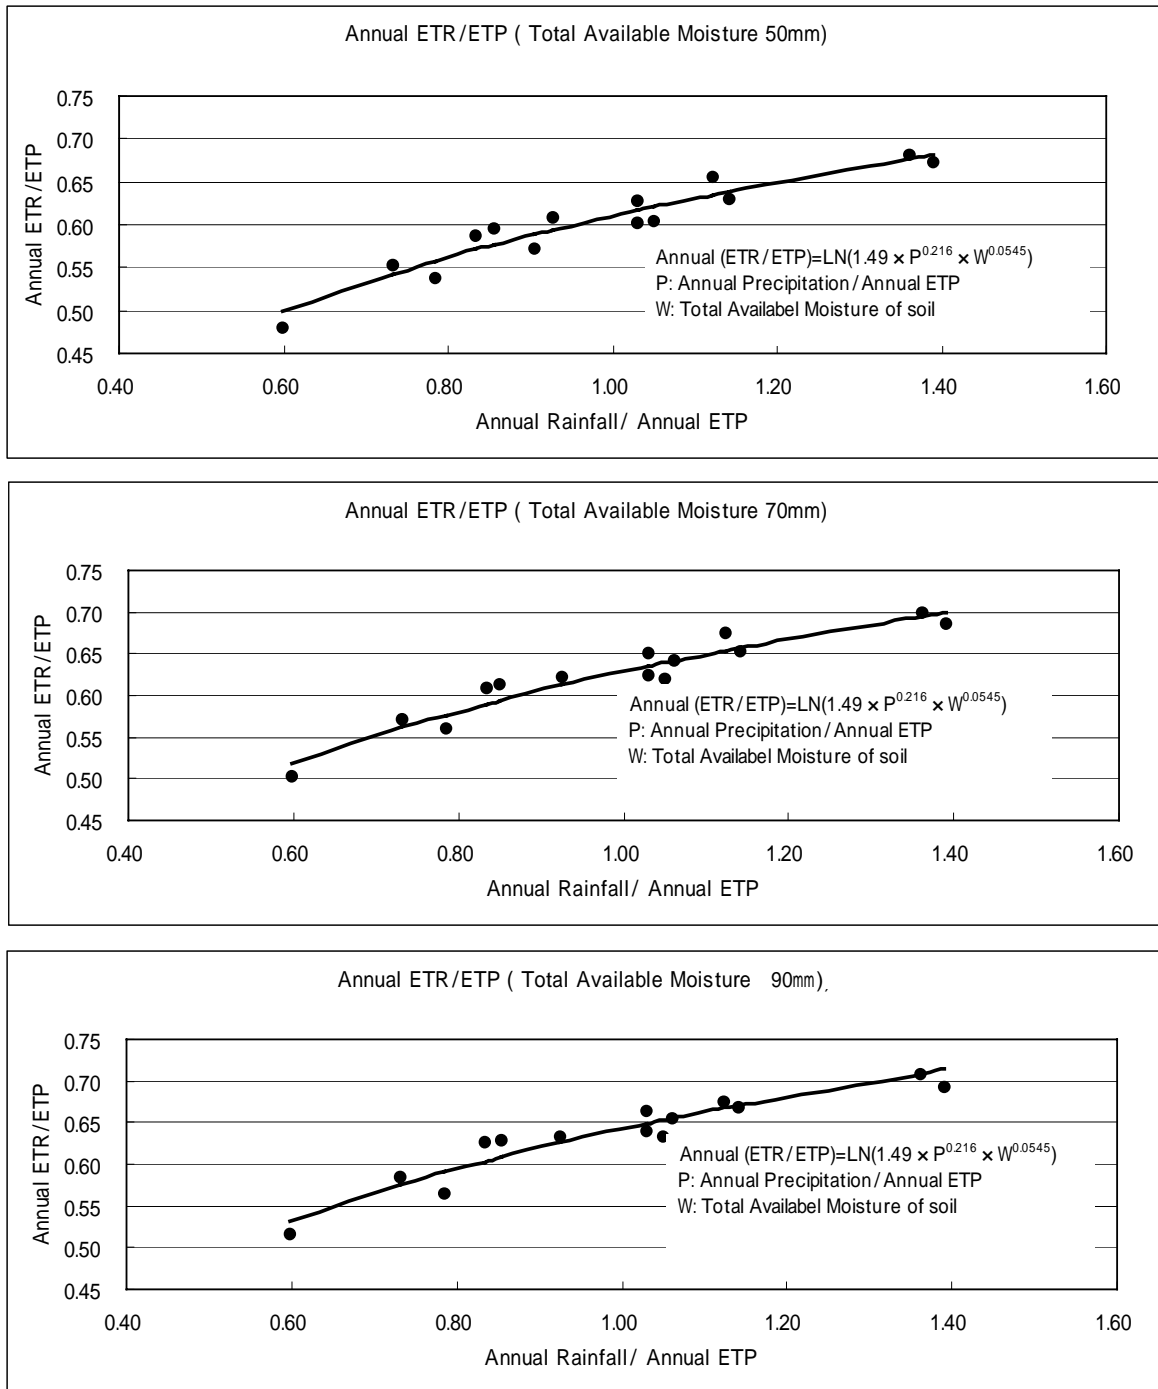 Annual ETR/ETP ( Total Available Moisture 50mm)
0.75
0.70
0.65
0.60
0.55
0.50
0.45
Annual ETR/ETP
Annual (ETR/ETP)=LN(1.49 × P^0.216 × W^0.0545)
P: Annual Precipitation/Annual ETP
W: Total Availabel Moisture of soil
0.40 0.60 0.80 1.00 1.20 1.40 1.60
Annual Rainfall/ Annual ETP
Annual ETR/ETP ( Total Available Moisture 70mm)
0.75
0.70
0.65
0.60
0.55
0.50
0.45
Annual ETR/ETP
Annual (ETR/ETP)=LN(1.49 × P^0.216 × W^0.0545)
P: Annual Precipitation/Annual ETP
W: Total Availabel Moisture of soil
0.40 0.60 0.80 1.00 1.20 1.40 1.60
Annual Rainfall/ Annual ETP
Annual ETR/ETP ( Total Available Moisture 90㎜)
0.75
0.70
0.65
0.60
0.55
0.50
0.45
Annual ETR/ETP
Annual (ETR/ETP)=LN(1.49 × P^0.216 × W^0.0545)
P: Annual Precipitation/Annual ETP
W: Total Availabel Moisture of soil
0.40 0.60 0.80 1.00 1.20 1.40 1.60
Annual Rainfall/ Annual ETP